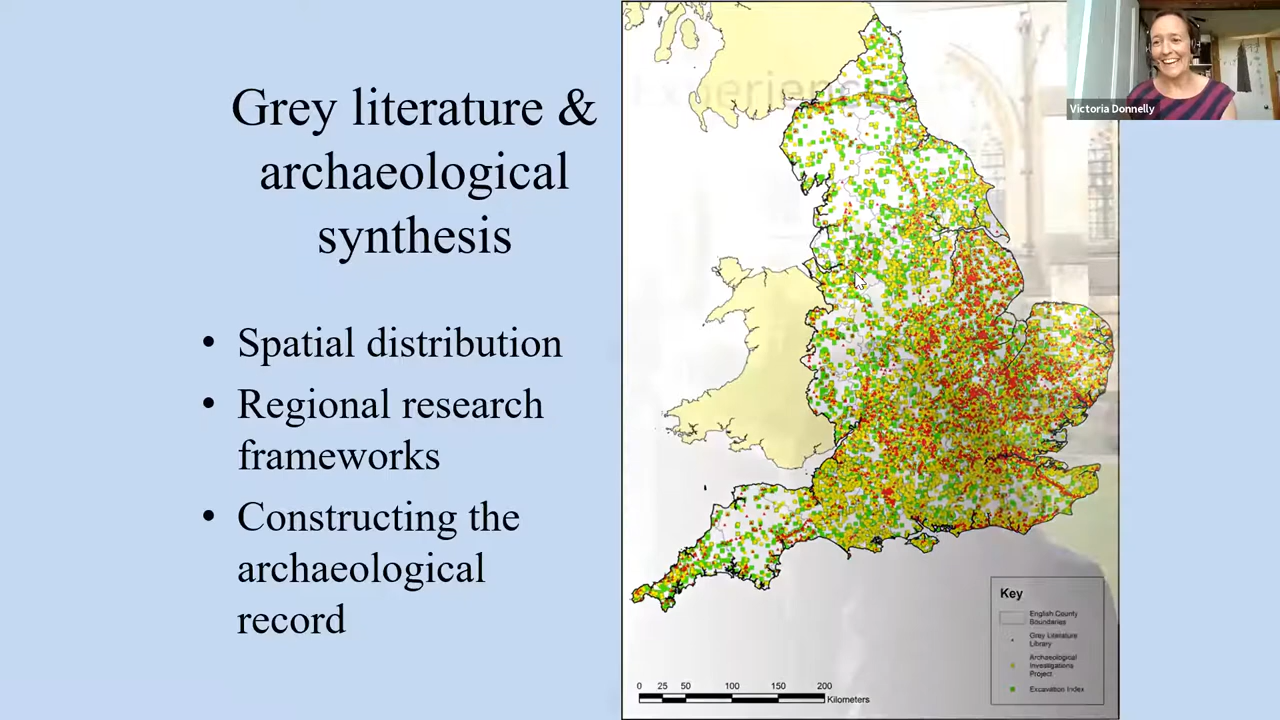 Grey literature &
archaeological
synthesis
• Spatial distribution
• Regional research
frameworks
• Constructing the
archaeological
record
Experience
Victoria Donnelly
Key
English County
Boundaries
Grey Literature
Library
Archaeological
Investigations
Project
Excavation Index
0 25 50 100 150 200
Kilometers